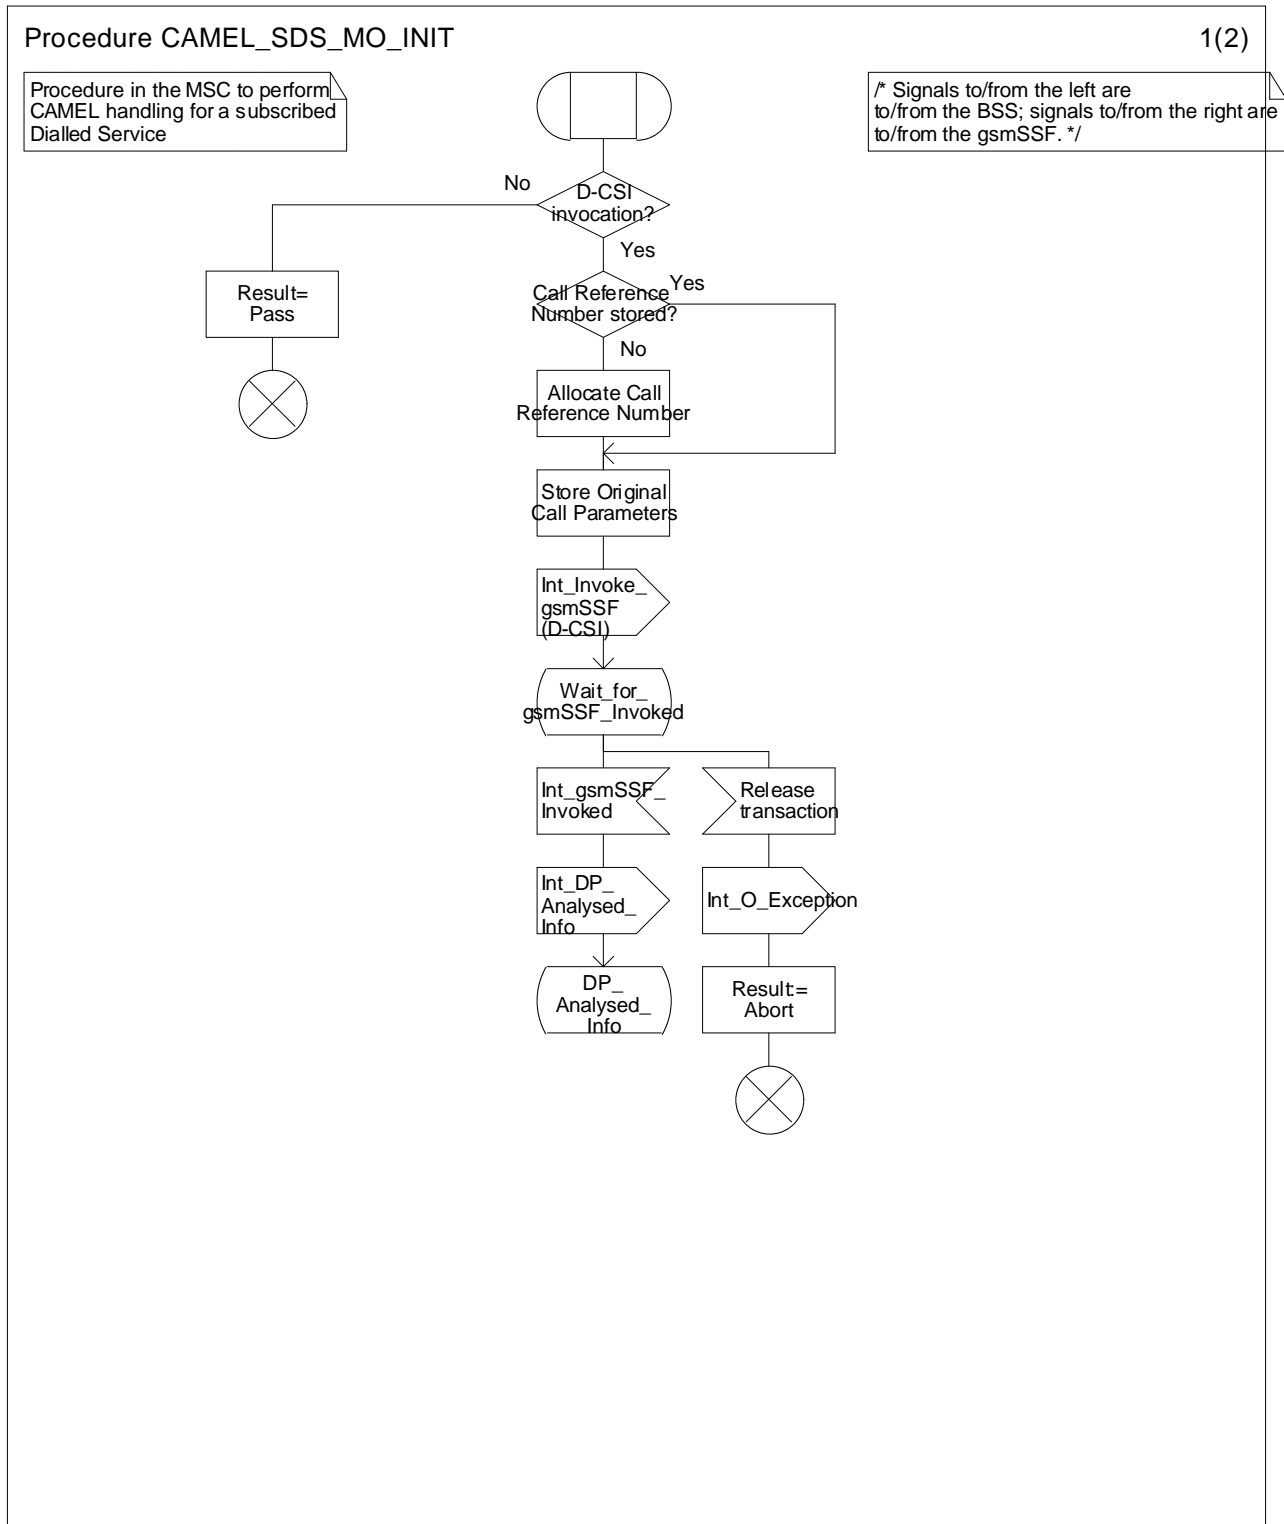 Procedure CAMEL_SDS_MO_INIT
1(2)
Procedure in the MSC to perform
CAMEL handling for a subscribed
Dialled Service
/* Signals to/from the left are
to/from the BSS; signals to/from the right are
to/from the gsmSSF. */
No
D-CSI
invocation?
Yes
Result=
Pass
Call Reference
Number stored?
Yes
No
Allocate Call
Reference Number
Store Original
Call Parameters
Int_Invoke_
gsmSSF
(D-CSI)
Wait_for_
gsmSSF_Invoked
Int_gsmSSF_
Invoked
Release
transaction
Int_DP_
Analysed_
Info
Int_O_Exception
DP_
Analysed_
Info
Result:=
Abort